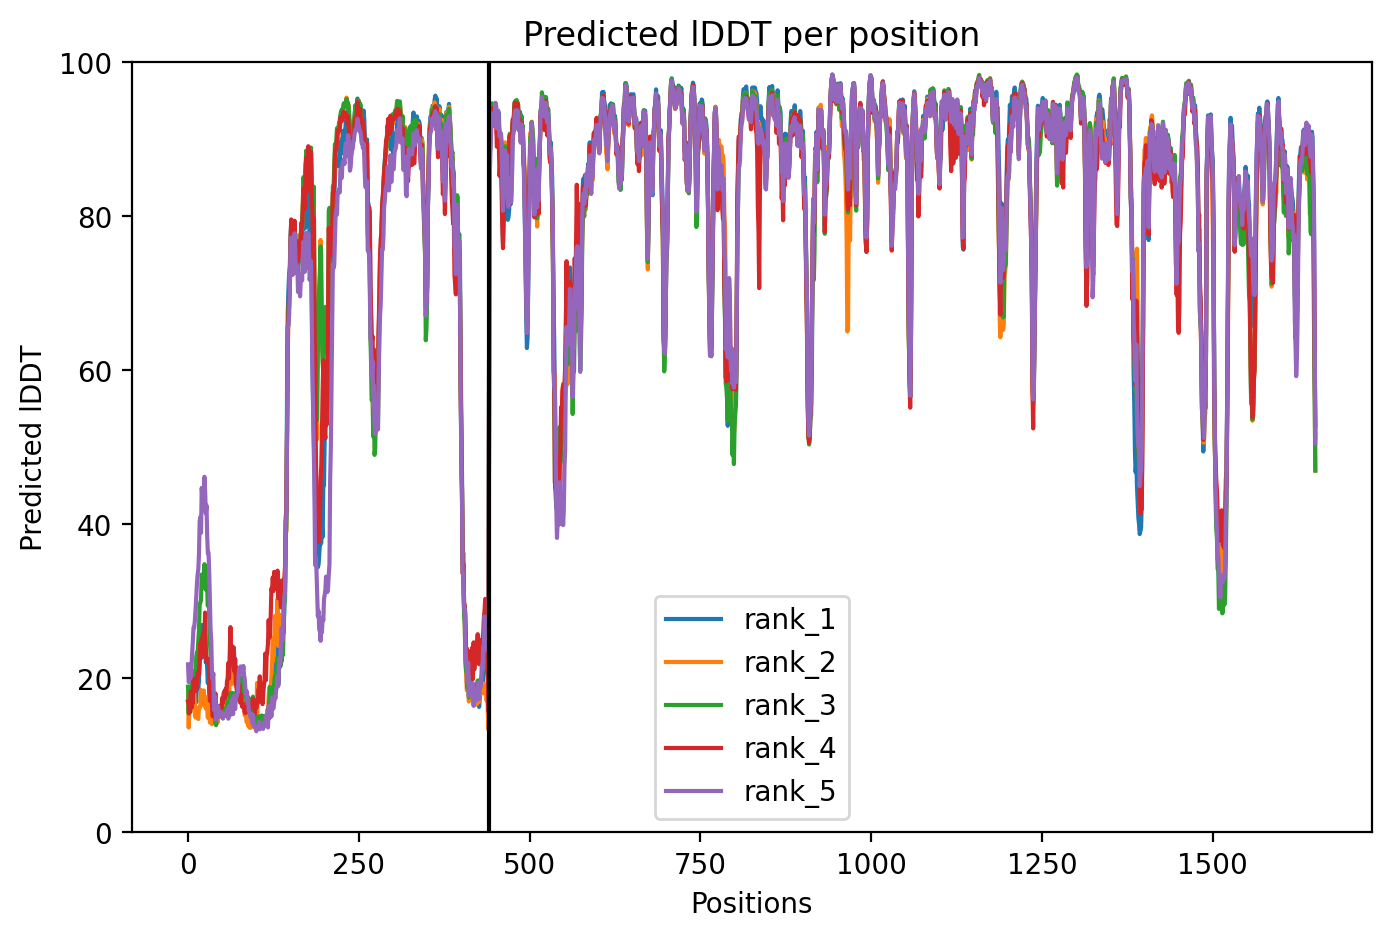 Predicted lDDT per position
Predicted lDDT
100
80
60
40
20
0
rank_1
rank_2
rank_3
rank_4
rank_5
0 250 500 750 1000 1250 1500
Positions